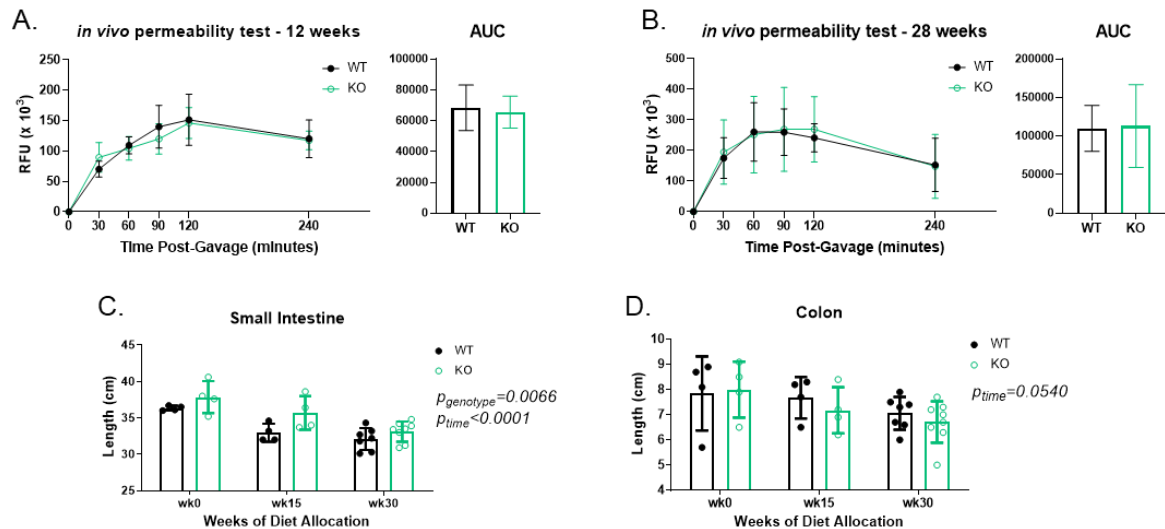 A.
in vivo permeability test - 12 weeks
RFU (x 10³)
250
200
150
100
50
0
0 30 60 90 120 240
Time Post-Gavage (minutes)
WT
KO
AUC
100000
80000
60000
40000
20000
0
WT KO
B.
in vivo permeability test - 28 weeks
RFU (x 10³)
500
400
300
200
100
0
0 30 60 90 120 240
Time Post-Gavage (minutes)
WT
KO
AUC
200000
150000
100000
50000
0
WT KO
C.
Small Intestine
Length (cm)
45
40
35
30
25
wk0 wk15 wk30
Weeks of Diet Allocation
WT
KO
pgenotype=0.0066
ptime<0.0001
D.
Colon
Length (cm)
10
9
8
7
6
5
4
wk0 wk15 wk30
Weeks of Diet Allocation
WT
KO
ptime=0.0540